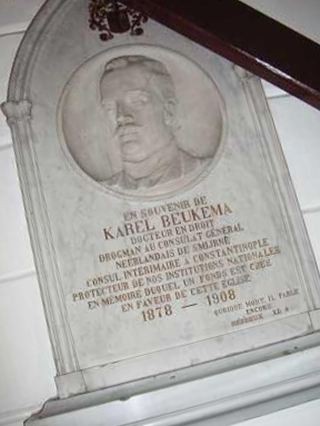 EN SOUVENIR DE
KAREL BEUKEMA
DOCTEUR EN DROIT
DROGMAN AU CONSULAT GÉNÉRAL
NÉERLANDAIS DE SMIRNE
CONSUL INTÉRIMAIRE A CONSTANTINOPLE
PROTECTEUR DE NOS INSTITUTIONS NATIONALES
EN MÉMOIRE DUQUEL UN FONDS EST CRÉÉ
EN FAVEUR DE CETTE ÉGLISE
1878 — 1908
QUOIQUE MORT, IL PARLE
ENCORE.
HÉBREUX XI. 4